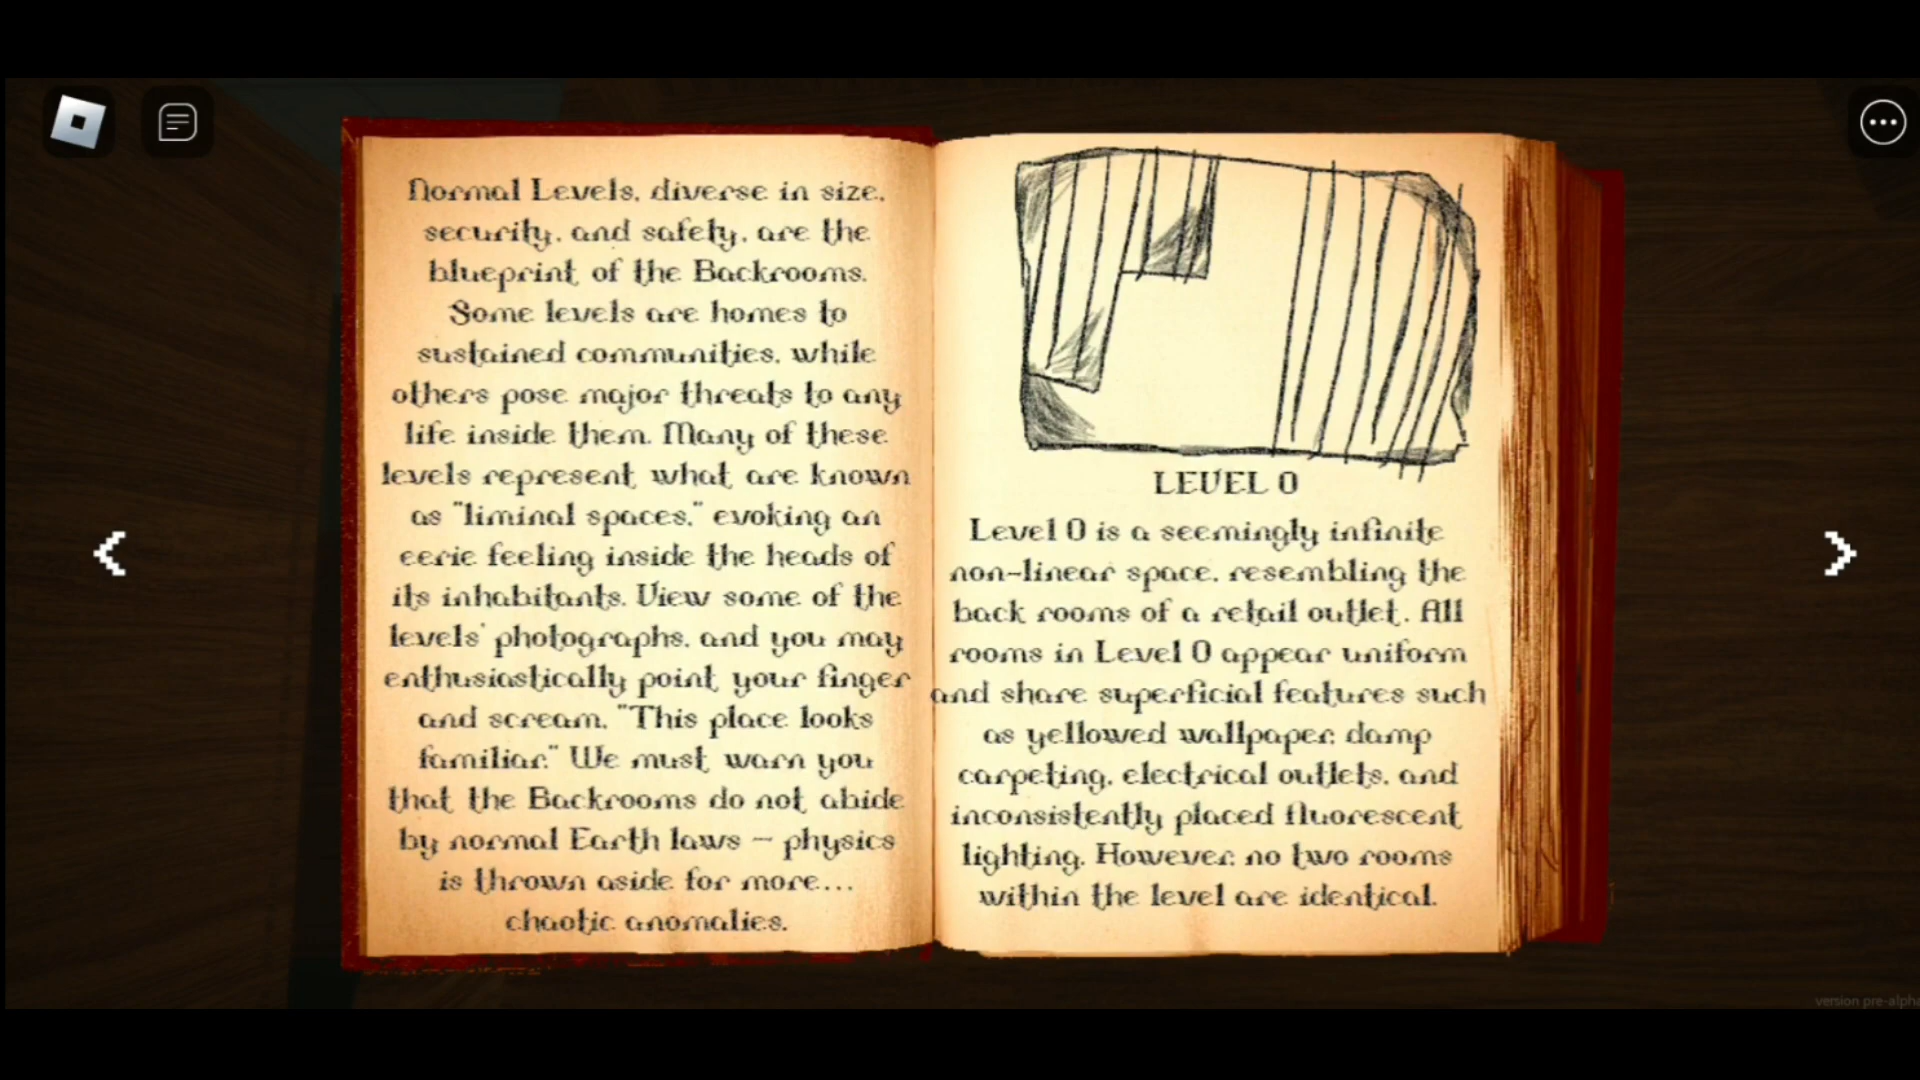 Normal Levels, diverse in size,
security, and safety, are the
blueprint of the Backrooms.
Some levels are homes to
sustained communities, while
others pose major threats to any
life inside them. Many of these
levels represent what are known
as "liminal spaces," evoking an
eerie feeling inside the heads of
its inhabitants. View some of the
levels' photographs, and you may
enthusiastically point your finger
and scream, "This place looks
familiar." We must warn you
that the Backrooms do not abide
by normal Earth laws – physics
is thrown aside for more...
chaotic anomalies.
LEVEL 0
Level 0 is a seemingly infinite
non-linear space, resembling the
back rooms of a retail outlet. All
rooms in Level 0 appear uniform
and share superficial features such
as yellowed wallpaper, damp
carpeting, electrical outlets, and
inconsistently placed fluorescent
lighting. However, no two rooms
within the level are identical.
version pre-alpha